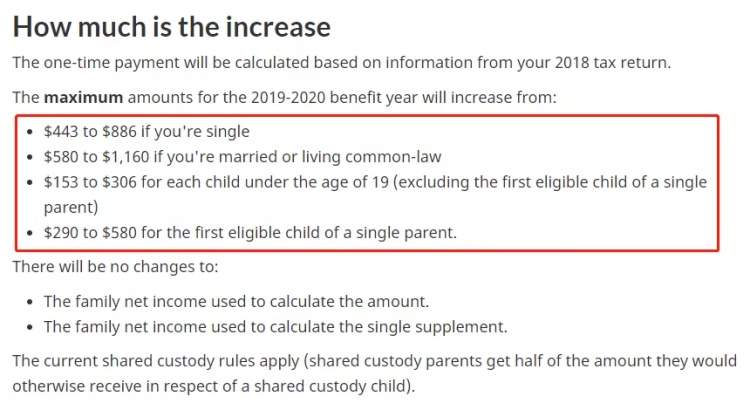 How much is the increase
The one-time payment will be calculated based on information from your 2018 tax return.
The maximum amounts for the 2019-2020 benefit year will increase from:
• $443 to $886 if you're single
• $580 to $1,160 if you're married or living common-law
• $153 to $306 for each child under the age of 19 (excluding the first eligible child of a single
parent)
• $290 to $580 for the first eligible child of a single parent.
There will be no changes to:
• The family net income used to calculate the amount.
• The family net income used to calculate the single supplement.
The current shared custody rules apply (shared custody parents get half of the amount they would
otherwise receive in respect of a shared custody child).